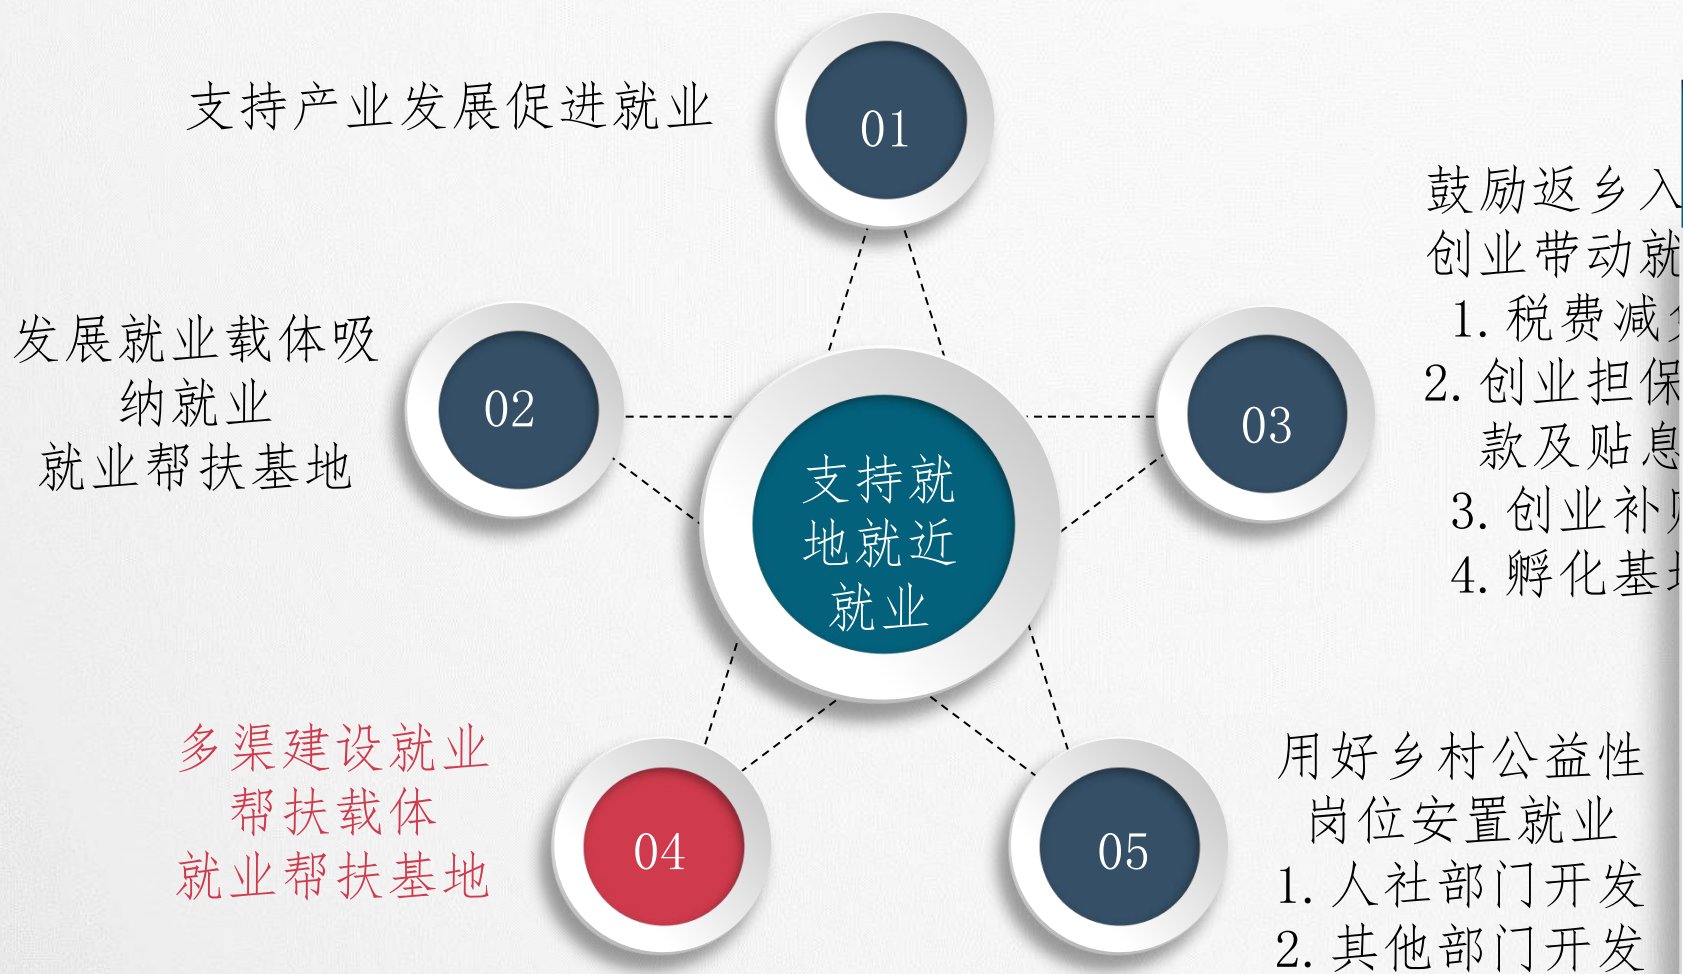 支持产业发展促进就业
01
发展就业载体吸
纳就业
就业帮扶基地
02
03
鼓励返乡入
创业带动就
1.税费减
2.创业担保
款及贴息
3.创业补
4.孵化基
支持就
地就近
就业
多渠建设就业
帮扶载体
就业帮扶基地
04
05
用好乡村公益性
岗位安置就业
1.人社部门开发
2.其他部门开发